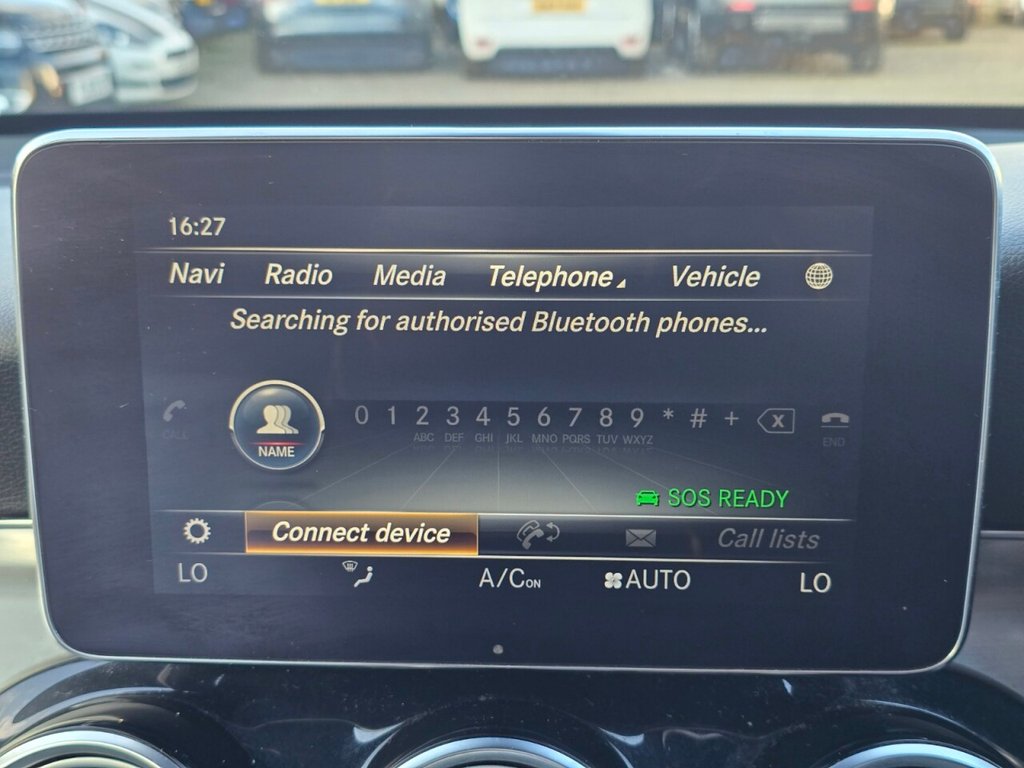 16:27
Navi Radio Media Telephone Vehicle
Searching for authorised Bluetooth phones...
0 1 2 3 4 5 6 7 8 9 * # + X
CALL ABC DEF GHI JKL MNO PQRS TUV WXYZ END
NAME
SOS READY
Connect device Call lists
LO A/C ON AUTO LO